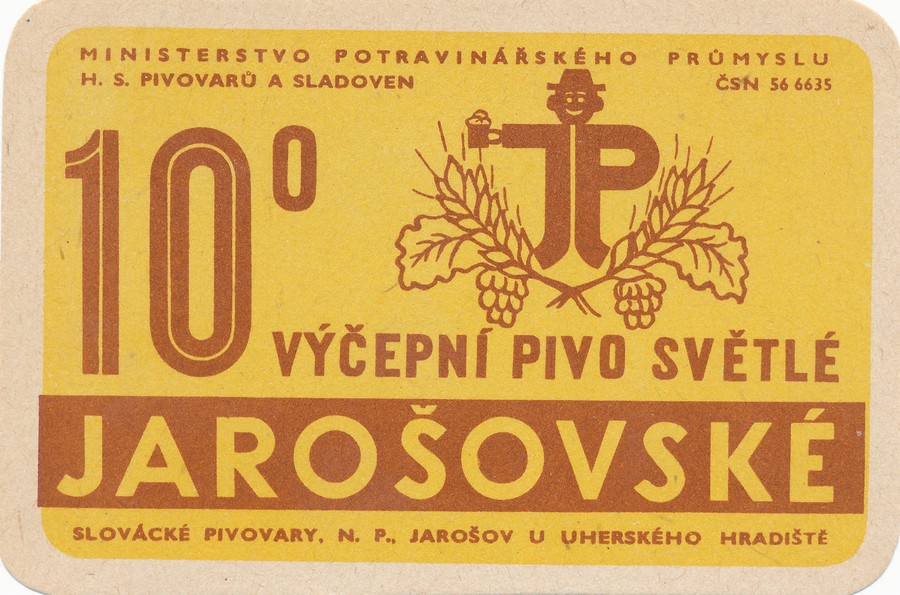 MINISTERSTVO POTRAVINÁŘSKÉHO PRŮMYSLU
H. S. PIVOVARŮ A SLADOVEN ČSN 56 6635
JP
10°
VÝČEPNÍ PIVO SVĚTLÉ
JAROŠOVSKÉ
SLOVÁCKÉ PIVOVARY, N. P., JAROŠOV U UHERSKÉHO HRADIŠTĚ